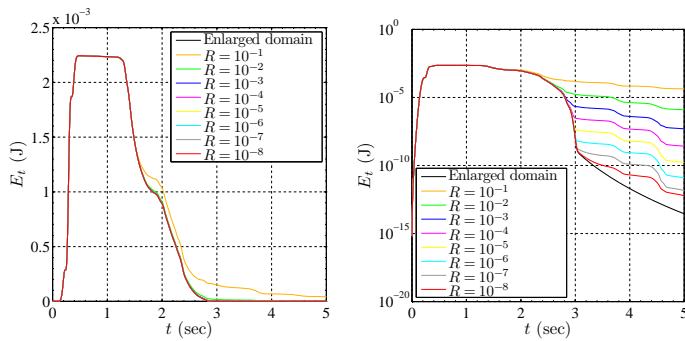 x 10⁻³
2.5
2
1.5
1
0.5
0
0 1 2 3 4 5
E_t (J)
t (sec)
Enlarged domain
R = 10⁻¹
R = 10⁻²
R = 10⁻³
R = 10⁻⁴
R = 10⁻⁵
R = 10⁻⁶
R = 10⁻⁷
R = 10⁻⁸
10⁰
10⁻⁵
10⁻¹⁰
10⁻¹⁵
10⁻²⁰
0 1 2 3 4 5
E_t (J)
t (sec)
Enlarged domain
R = 10⁻¹
R = 10⁻²
R = 10⁻³
R = 10⁻⁴
R = 10⁻⁵
R = 10⁻⁶
R = 10⁻⁷
R = 10⁻⁸